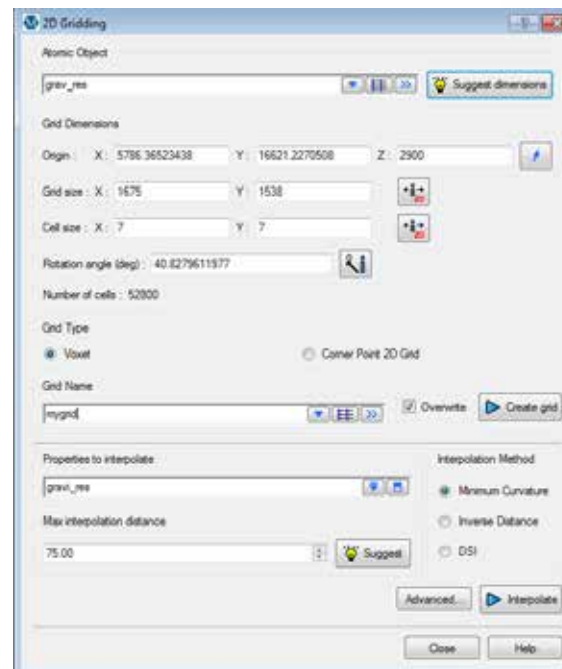 2D Gridding
Atomic Object
grav_res
Suggest dimensions
Grid Dimensions
Origin : X : 5786.36523438 Y : 16621.2270508 Z : 2900
Grid size : X : 1675 Y : 1538
Cell size : X : 7 Y : 7
Rotation angle (deg) : 40.8279611977
Number of cells : 52800
Grid Type
Voxet Corner Point 2D Grid
Grid Name
mygrid Overwrite Create grid
Properties to interpolate Interpolation Method
gravi_res Minimum Curvature
Max interpolation distance Inverse Distance
75.00 Suggest DSI
Advanced... Interpolate
Close Help